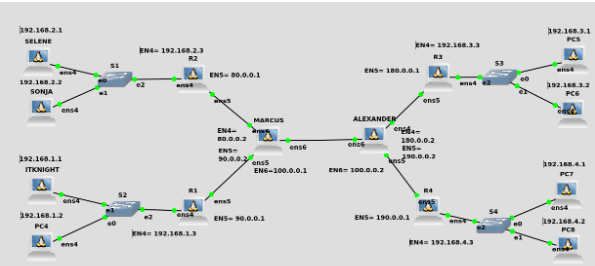 192.168.2.1
SELENE
ens4
192.168.2.2
SONJA
ens4
S1
e0
e1
e2
EN4= 192.168.2.3
R2
ens4
EN5= 80.0.0.1
ens5
MARCUS
EN4=
80.0.0.2
EN5=
90.0.0.2
ens4
ens5
ens6
EN6=100.0.0.1
192.168.1.1
ITKNIGHT
ens4
192.168.1.2
PC4
ens4
S2
e1
e0
e2
R1
ens4
ens5
EN5= 90.0.0.1
EN4= 192.168.1.3
ALEXANDER
ens6
ens4
EN4=
180.0.0.2
EN5=
190.0.0.2
ens5
EN6= 100.0.0.2
EN4= 192.168.3.3
R3
EN5= 180.0.0.1
ens4
ens5
S3
e2
e0
e1
192.168.3.1
PC5
ens4
192.168.3.2
PC6
ens4
R4
ens5
EN5= 190.0.0.1
ens4
EN4= 192.168.4.3
S4
e2
e0
e1
192.168.4.1
PC7
ens4
192.168.4.2
PC8
ens4